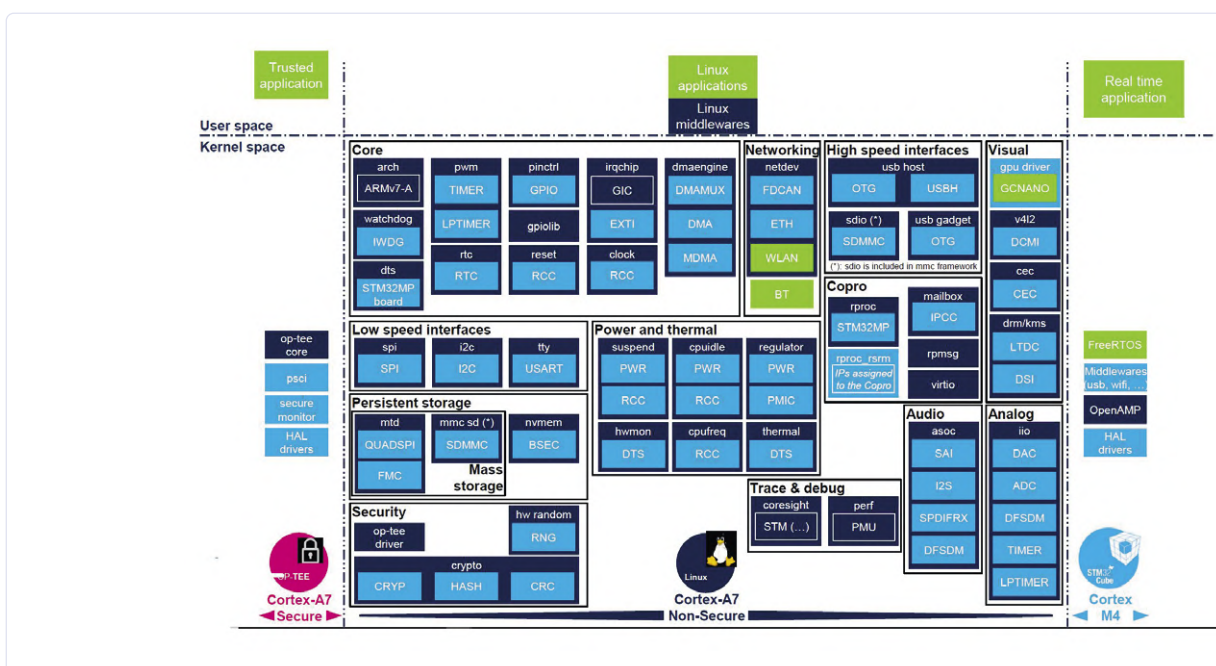 Trusted
application
Linux
applications
Linux
middlewares
Real time
application
User space
Kernel space
Core
arch
ARMv7-A
watchdog
IWDG
dts
STM32MP
board
pwm
TIMER
LPTIMER
rtc
RTC
pinctrl
GPIO
gpiolib
reset
RCC
irqchip
GIC
EXTI
clock
RCC
dmaengine
DMAMUX
DMA
MDMA
Networking
netdev
FDCAN
ETH
WLAN
BT
High speed interfaces
usb host
OTG
USBH
sdio (*)
SDMMC
usb gadget
OTG
(*): sdio is included in mmc framework
Visual
gpu driver
GCNANO
v4l2
DCMI
cec
CEC
drm/kms
LTDC
DSI
Copro
rproc
STM32MP
rproc_rsrm
IPs assigned
to the Copro
mailbox
IPCC
rpmsg
virtio
op-tee
core
psci
secure
monitor
HAL
drivers
Low speed interfaces
spi
SPI
i2c
I2C
tty
USART
Power and thermal
suspend
PWR
RCC
cpuidle
PWR
RCC
regulator
PWR
PMIC
hwmon
DTS
cpufreq
RCC
thermal
DTS
FreeRTOS
Middlewares
(usb, wifi, ...)
OpenAMP
HAL
drivers
Persistent storage
mtd
QUADSPI
FMC
mmc sd (*)
SDMMC
Mass
storage
nvmem
BSEC
Audio
asoc
SAI
I2S
SPDIFRX
DFSDM
Analog
iio
DAC
ADC
DFSDM
TIMER
LPTIMER
Trace & debug
coresight
STM (...)
perf
PMU
Security
op-tee
driver
hw random
RNG
crypto
CRYP
HASH
CRC
OP-TEE
Cortex-A7
Secure
Linux
Cortex-A7
Non-Secure
STM32
Cube
Cortex
M4